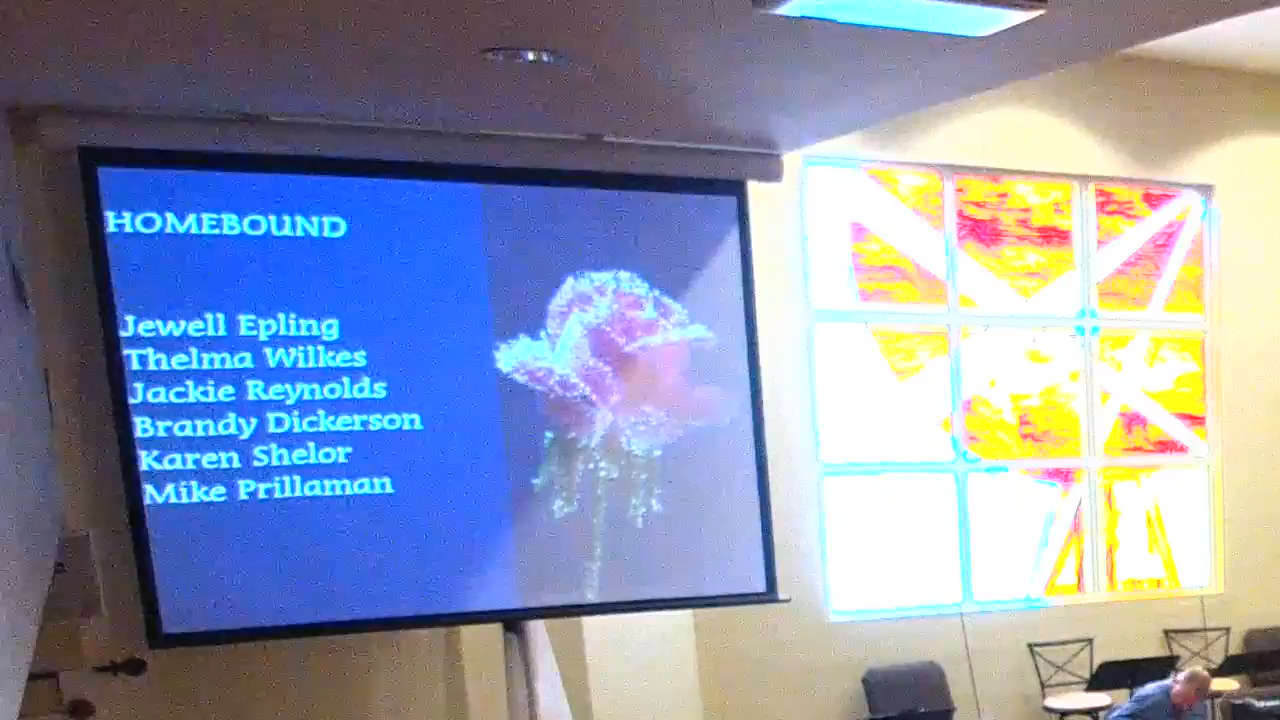 HOMEBOUND
Jewell Epling
Thelma Wilkes
Jackie Reynolds
Brandy Dickerson
Karen Shelor
Mike Prillaman